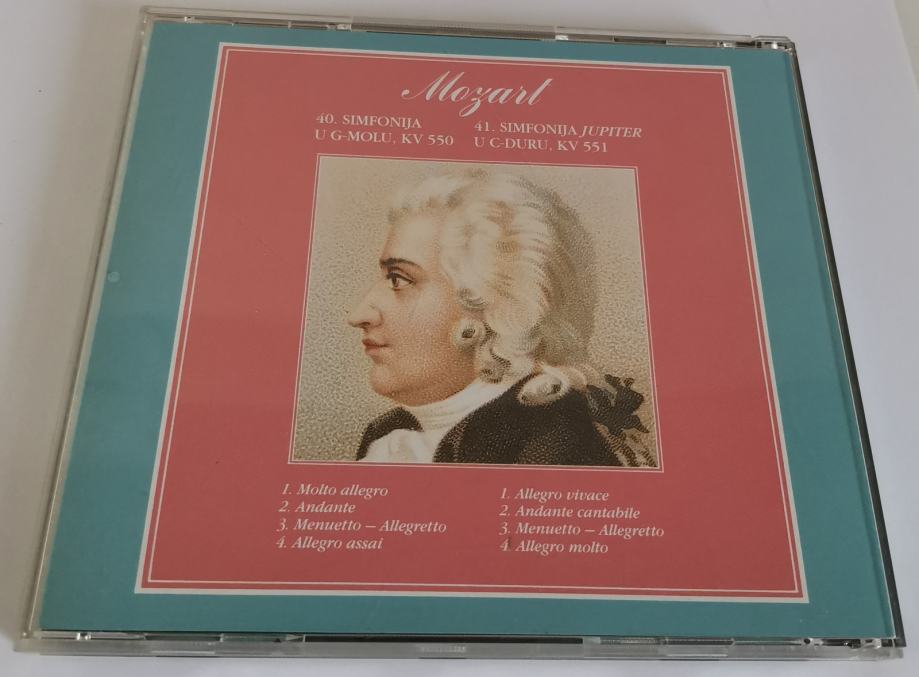 Mozart
40. SIMFONIJA
U G-MOLU, KV 550
41. SIMFONIJA JUPITER
U C-DURU, KV 551
1. Molto allegro
2. Andante
3. Menuetto – Allegretto
4. Allegro assai
1. Allegro vivace
2. Andante cantabile
3. Menuetto – Allegretto
4. Allegro molto